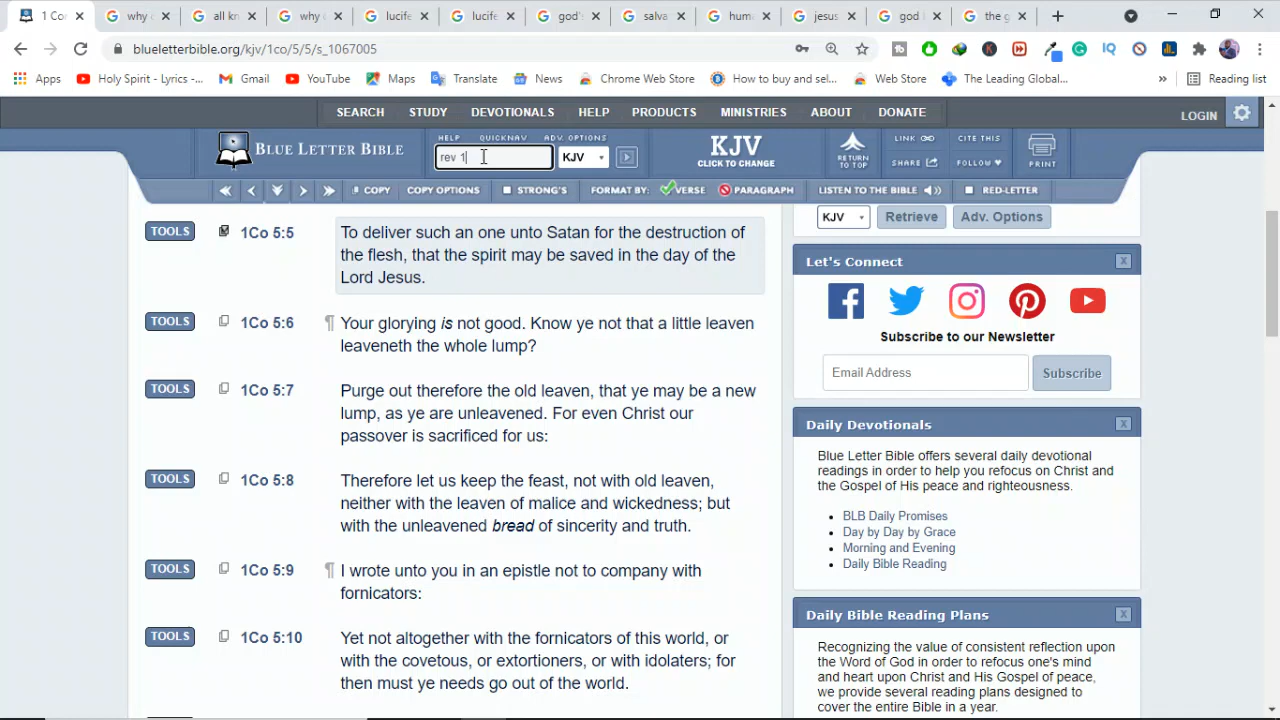 1 Co
why c
all kn
why c
lucife
lucife
god's
salva
hum
jesus
god l
the g
blueletterbible.org/kjv/1co/5/5/s_1067005
Apps
Holy Spirit - Lyrics -...
Gmail
YouTube
Maps
Translate
News
Chrome Web Store
How to buy and sel...
Web Store
The Leading Global...
»
Reading list
SEARCH STUDY DEVOTIONALS HELP PRODUCTS MINISTRIES ABOUT DONATE
LOGIN
BLUE LETTER BIBLE
HELP QUICKNAV ADV. OPTIONS
rev 1
KJV
KJV
CLICK TO CHANGE
RETURN
TO TOP
LINK
SHARE
CITE THIS
FOLLOW
PRINT
COPY COPY OPTIONS STRONG'S FORMAT BY: VERSE PARAGRAPH LISTEN TO THE BIBLE RED-LETTER
TOOLS 1Co 5:5 To deliver such an one unto Satan for the destruction of
the flesh, that the spirit may be saved in the day of the
Lord Jesus.
TOOLS 1Co 5:6 ¶ Your glorying is not good. Know ye not that a little leaven
leaveneth the whole lump?
TOOLS 1Co 5:7 Purge out therefore the old leaven, that ye may be a new
lump, as ye are unleavened. For even Christ our
passover is sacrificed for us:
TOOLS 1Co 5:8 Therefore let us keep the feast, not with old leaven,
neither with the leaven of malice and wickedness; but
with the unleavened bread of sincerity and truth.
TOOLS 1Co 5:9 ¶ I wrote unto you in an epistle not to company with
fornicators:
TOOLS 1Co 5:10 Yet not altogether with the fornicators of this world, or
with the covetous, or extortioners, or with idolaters; for
then must ye needs go out of the world.
KJV Retrieve Adv. Options
Let's Connect X
Subscribe to our Newsletter
Email Address Subscribe
Daily Devotionals X
Blue Letter Bible offers several daily devotional
readings in order to help you refocus on Christ and
the Gospel of His peace and righteousness.
• BLB Daily Promises
• Day by Day by Grace
• Morning and Evening
• Daily Bible Reading
Daily Bible Reading Plans X
Recognizing the value of consistent reflection upon
the Word of God in order to refocus one's mind
and heart upon Christ and His Gospel of peace,
we provide several reading plans designed to
cover the entire Bible in a year.